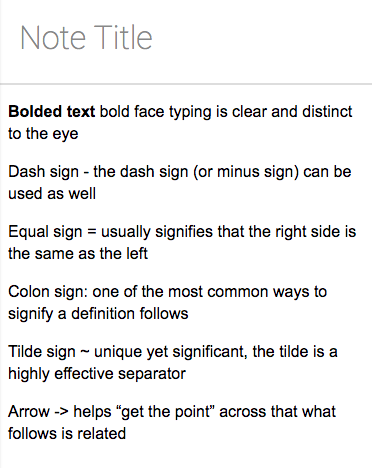 Note Title
Bolded text bold face typing is clear and distinct
to the eye
Dash sign - the dash sign (or minus sign) can be
used as well
Equal sign = usually signifies that the right side is
the same as the left
Colon sign: one of the most common ways to
signify a definition follows
Tilde sign ~ unique yet significant, the tilde is a
highly effective separator
Arrow -> helps “get the point” across that what
follows is related